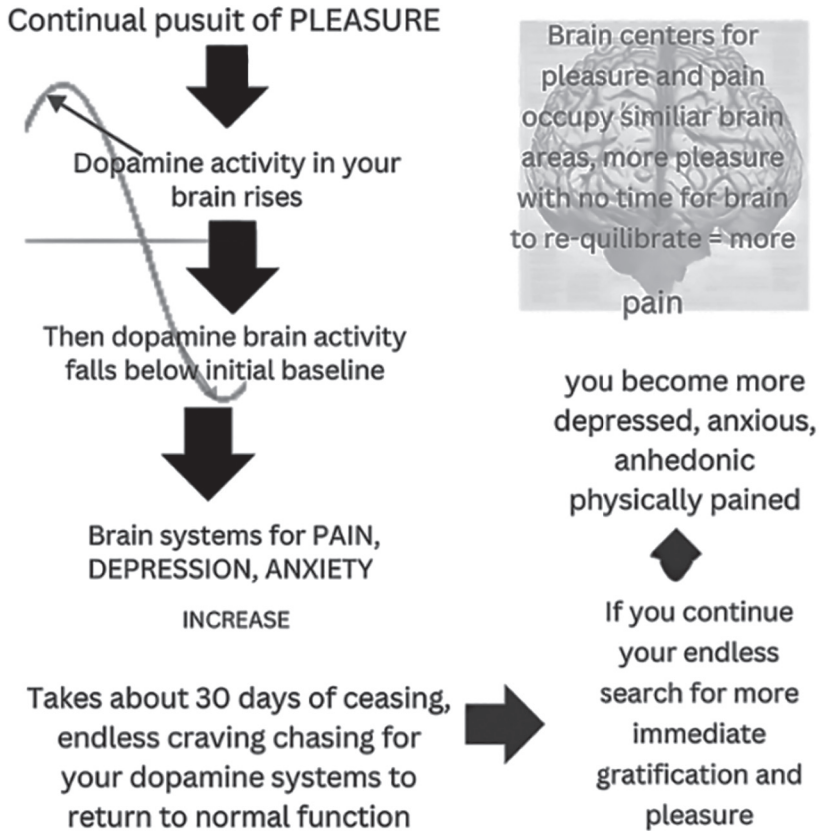 Continual pusuit of PLEASURE
Dopamine activity in your
brain rises
Then dopamine brain activity
falls below initial baseline
Brain systems for PAIN,
DEPRESSION, ANXIETY
INCREASE
Takes about 30 days of ceasing,
endless craving chasing for
your dopamine systems to
return to normal function
If you continue
your endless
search for more
immediate
gratification and
pleasure
you become more
depressed, anxious,
anhedonic
physically pained
Brain centers for
pleasure and pain
occupy similiar brain
areas, more pleasure
with no time for brain
to re-quilibrate = more
pain